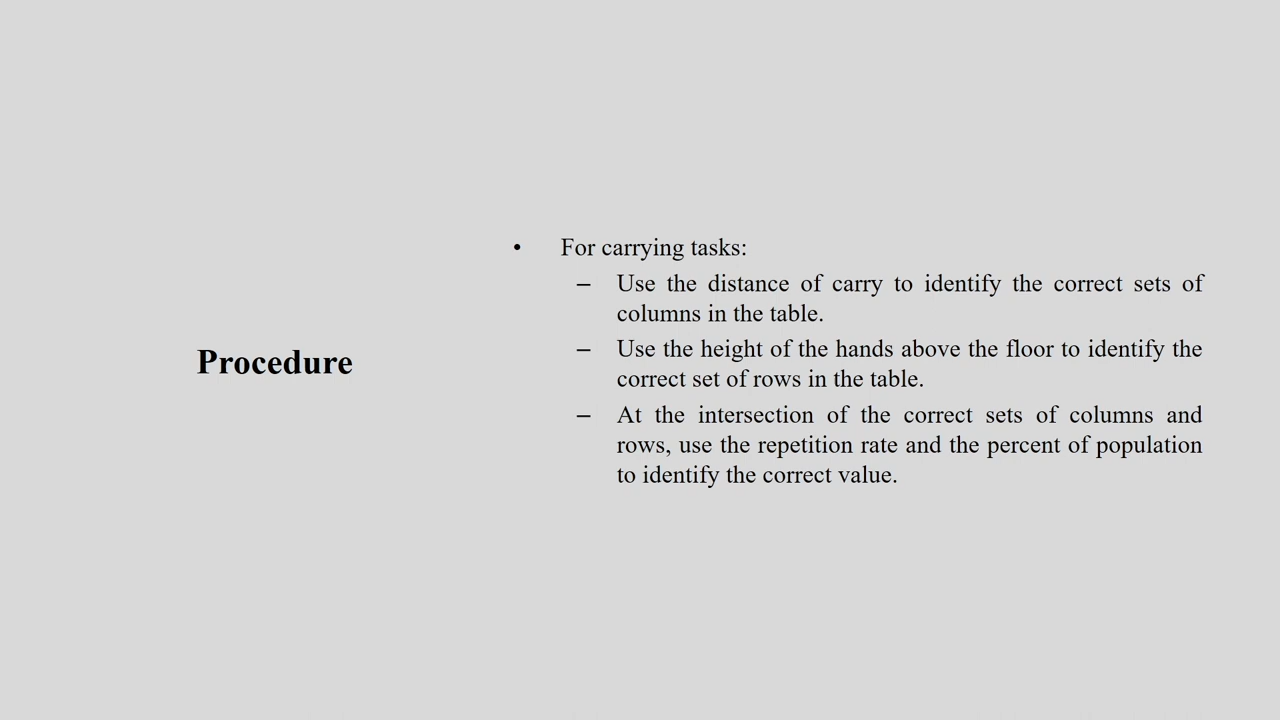 Procedure
• For carrying tasks:
– Use the distance of carry to identify the correct sets of
columns in the table.
– Use the height of the hands above the floor to identify the
correct set of rows in the table.
– At the intersection of the correct sets of columns and
rows, use the repetition rate and the percent of population
to identify the correct value.